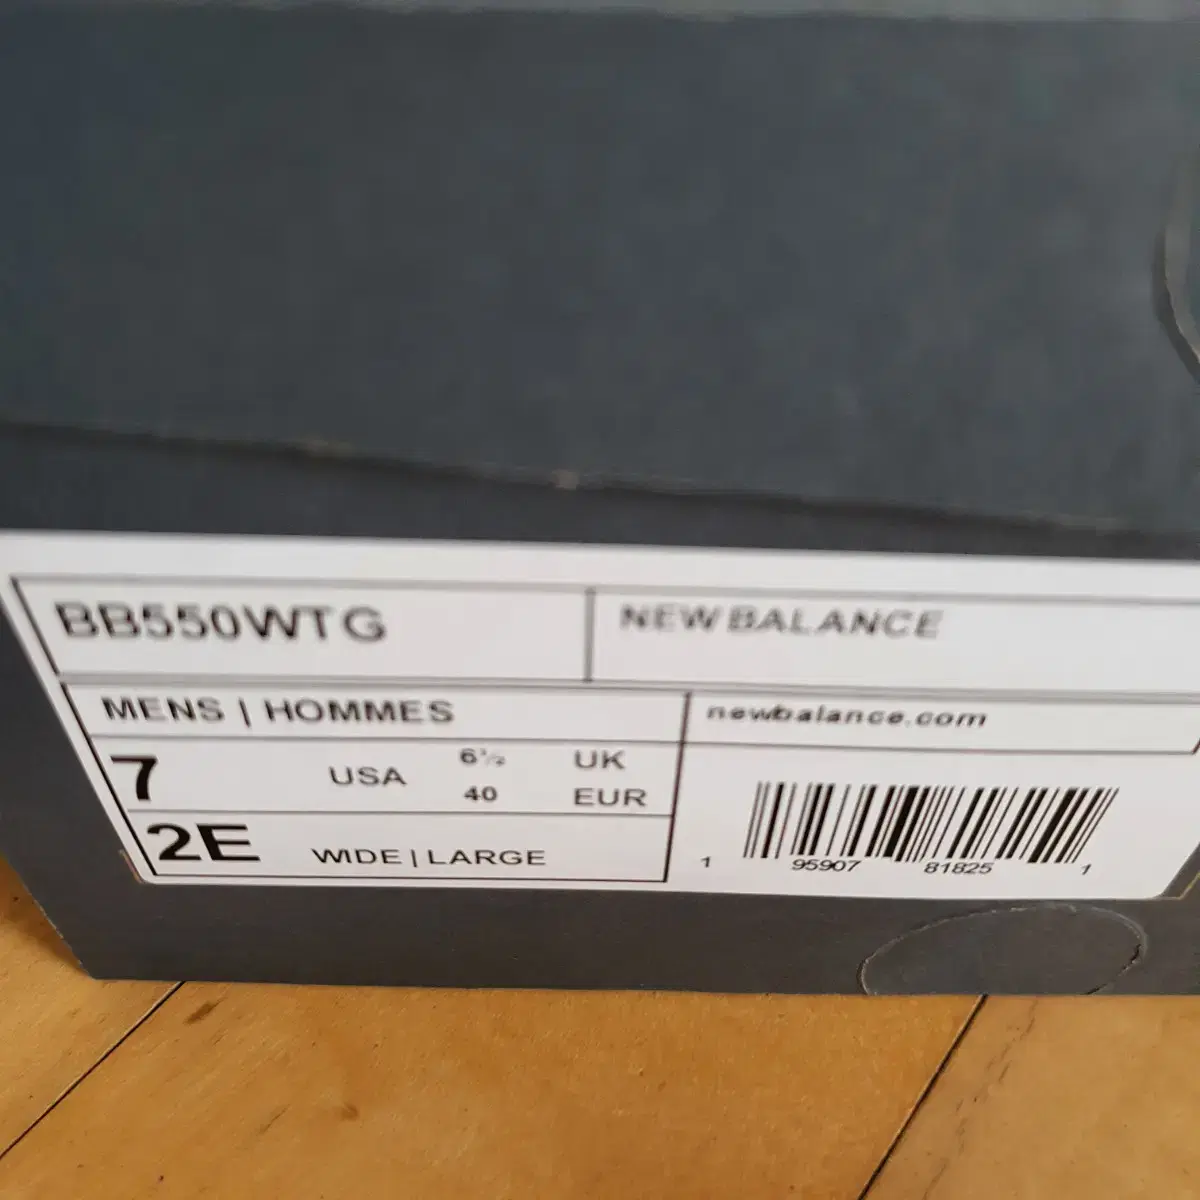 BB550WTG
NEW BALANCE
MENS | HOMMES
newbalance.com
7 USA 6½ UK
40 EUR
2E WIDE | LARGE
1 95907 81825 1